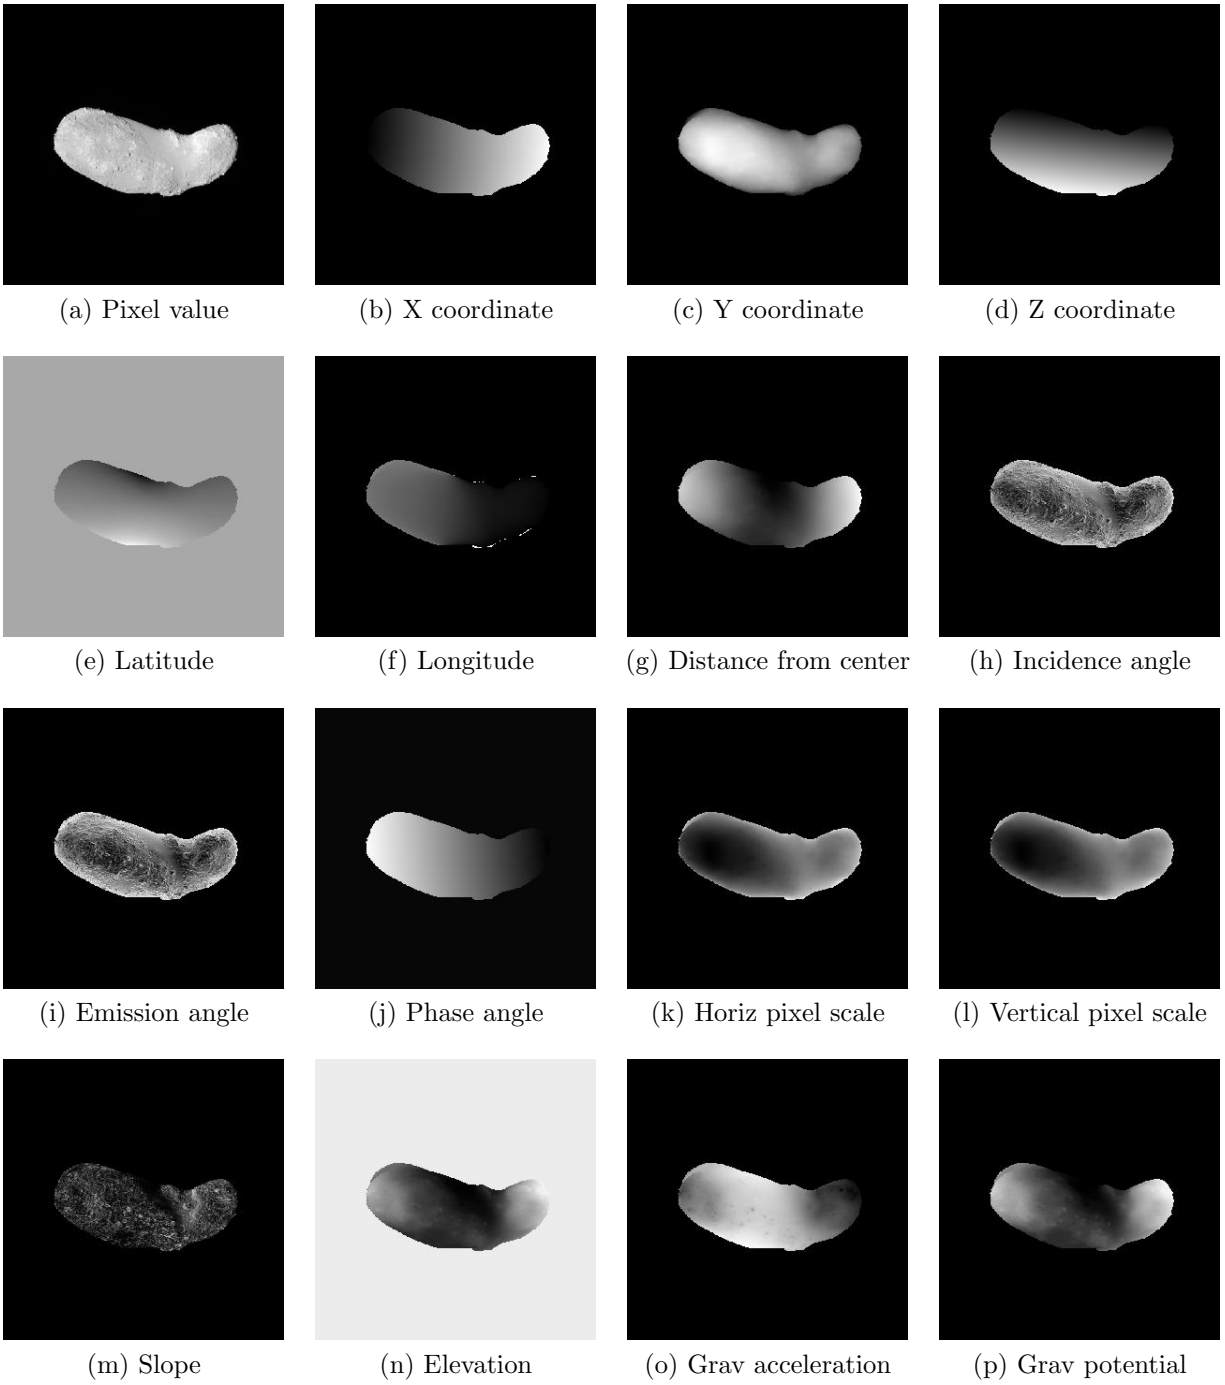 (a) Pixel value
(b) X coordinate
(c) Y coordinate
(d) Z coordinate
(e) Latitude
(f) Longitude
(g) Distance from center
(h) Incidence angle
(i) Emission angle
(j) Phase angle
(k) Horiz pixel scale
(l) Vertical pixel scale
(m) Slope
(n) Elevation
(o) Grav acceleration
(p) Grav potential